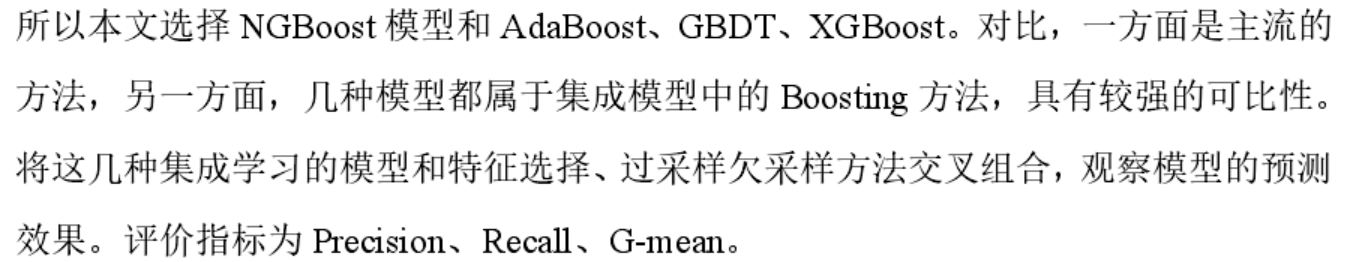 所以本文选择 NGBoost 模型和 AdaBoost、GBDT、XGBoost。对比，一方面是主流的
方法，另一方面，几种模型都属于集成模型中的 Boosting 方法，具有较强的可比性。
将这几种集成学习的模型和特征选择、过采样欠采样方法交叉组合，观察模型的预测
效果。评价指标为 Precision、Recall、G-mean。